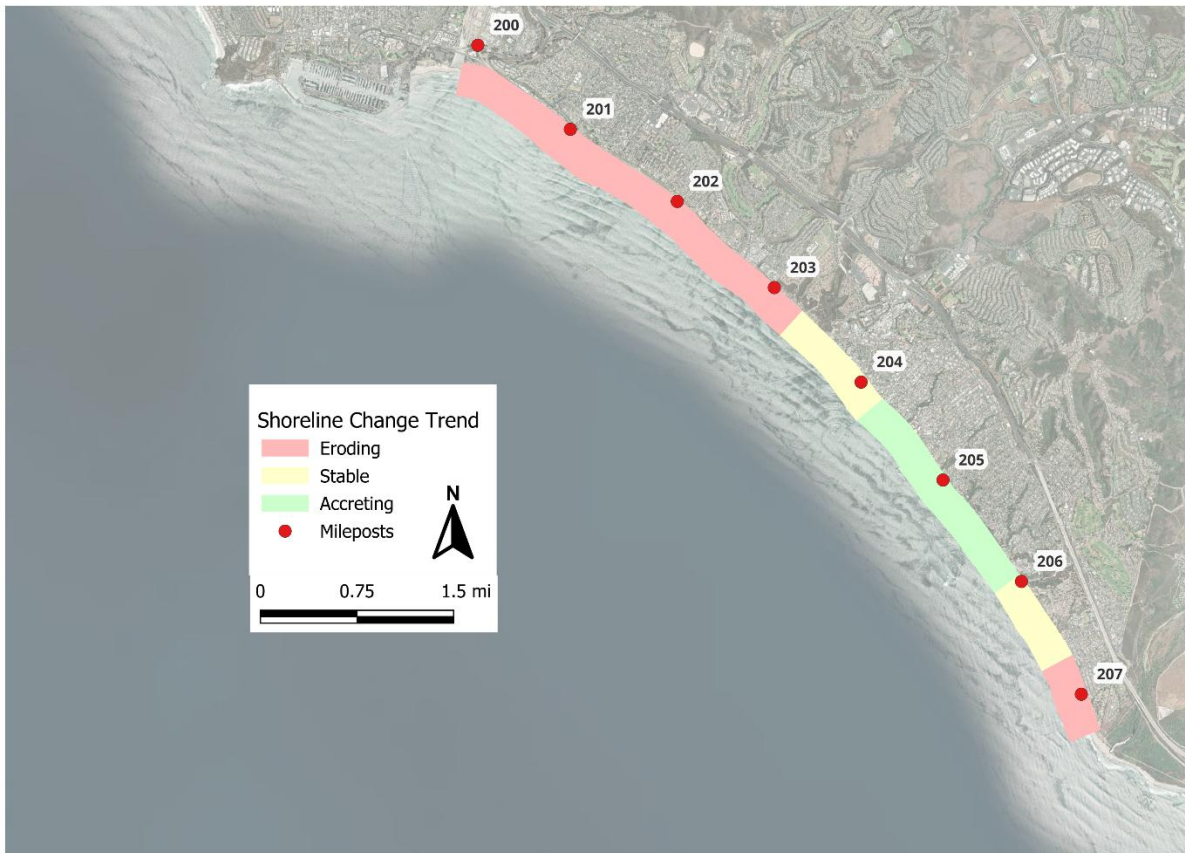 200
201
202
203
204
205
206
207
Shoreline Change Trend
Eroding
Stable
Accreting
Mileposts
N
0 0.75 1.5 mi